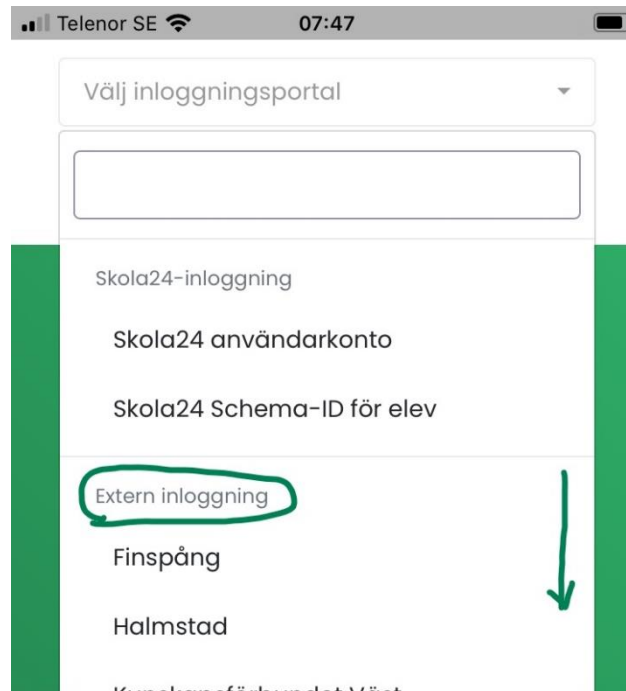 Telenor SE 07:47
Välj inloggningsportal
Skola24-inloggning
Skola24 användarkonto
Skola24 Schema-ID för elev
Extern inloggning
Finspång
Halmstad